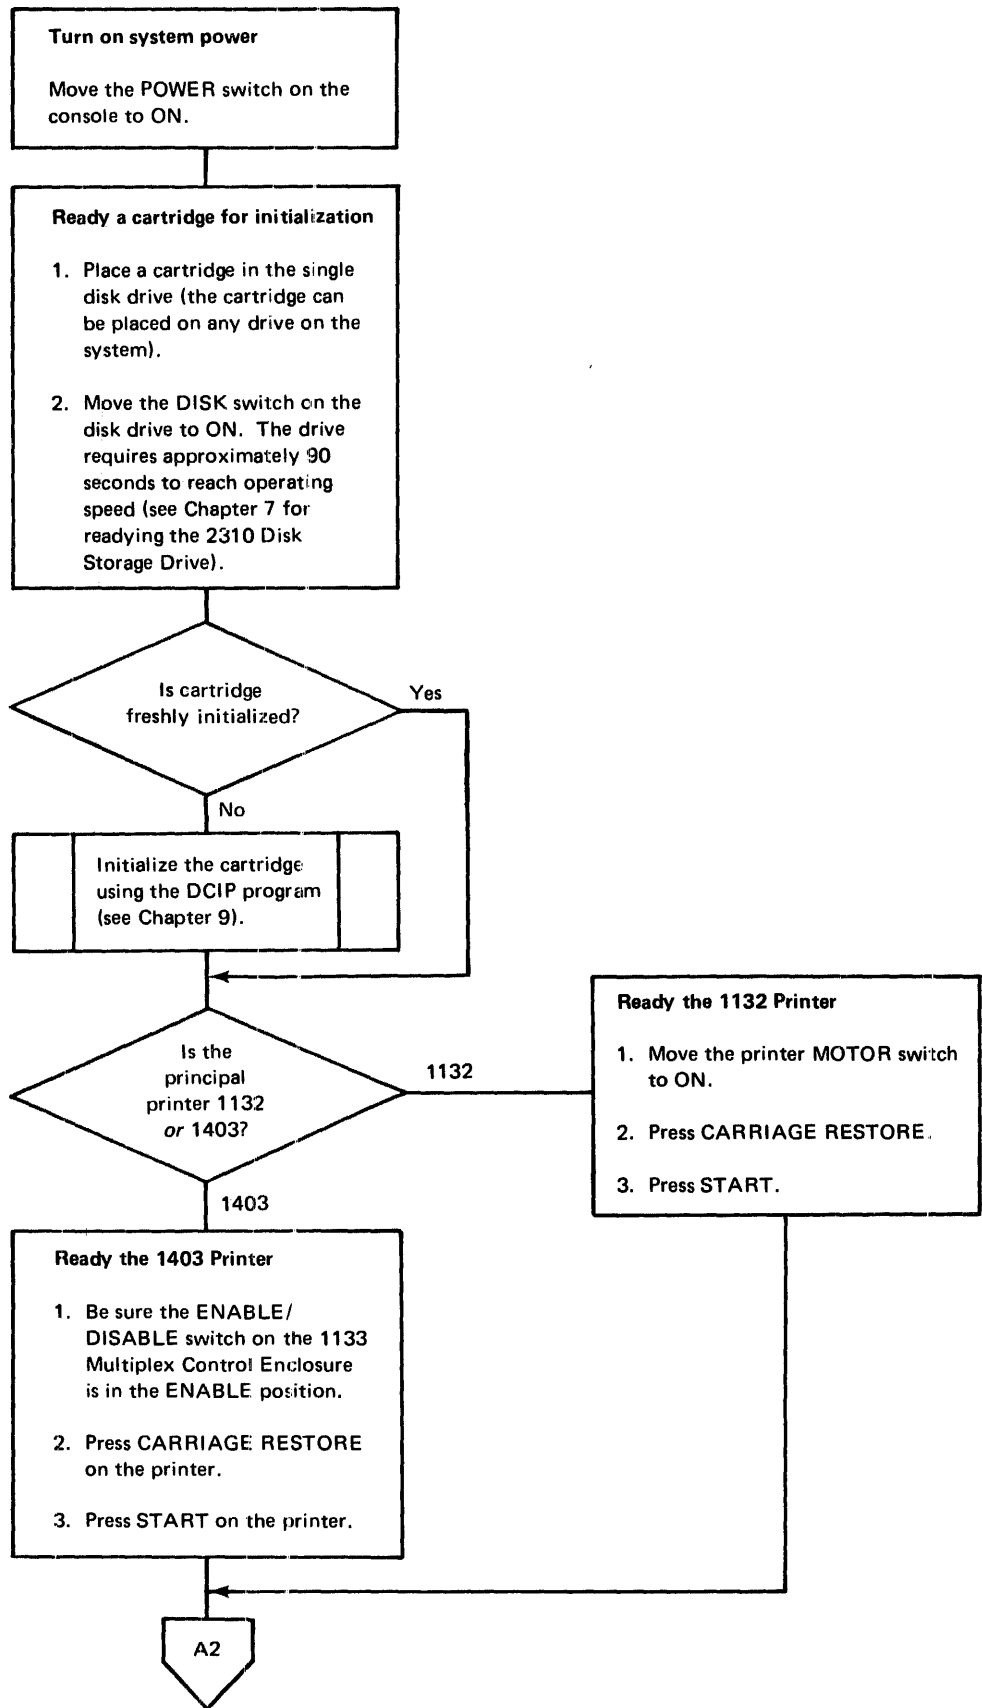 Turn on system power
Move the POWER switch on the
console to ON.
Ready a cartridge for initialization
1. Place a cartridge in the single
disk drive (the cartridge can
be placed on any drive on the
system).
2. Move the DISK switch on the
disk drive to ON. The drive
requires approximately 90
seconds to reach operating
speed (see Chapter 7 for
readying the 2310 Disk
Storage Drive).
Is cartridge
freshly initialized?
Yes
No
Initialize the cartridge
using the DCIP program
(see Chapter 9).
Is the
principal
printer 1132
or 1403?
1132
1403
Ready the 1132 Printer
1. Move the printer MOTOR switch
to ON.
2. Press CARRIAGE RESTORE.
3. Press START.
Ready the 1403 Printer
1. Be sure the ENABLE/
DISABLE switch on the 1133
Multiplex Control Enclosure
is in the ENABLE position.
2. Press CARRIAGE RESTORE
on the printer.
3. Press START on the printer.
A2